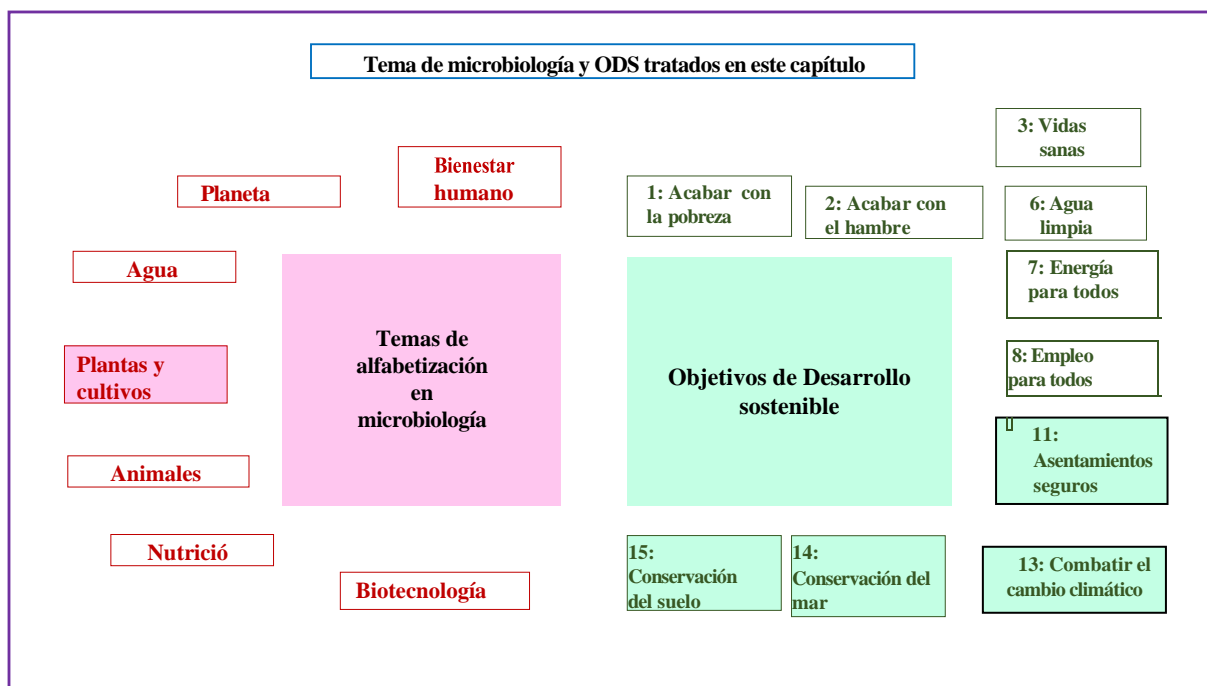 Tema de microbiología y ODS tratados en este capítulo
3: Vidas
sanas
Bienestar
humano
Planeta
1: Acabar con
la pobreza
2: Acabar con
el hambre
6: Agua
limpia
Agua
7: Energía
para todos
Plantas y
cultivos
Temas de
alfabetización
en
microbiología
Objetivos de Desarrollo
sostenible
8: Empleo
para todos
11:
Asentamientos
seguros
Animales
Nutrició
Biotecnología
15:
Conservación
del suelo
14:
Conservación del
mar
13: Combatir el
cambio climático